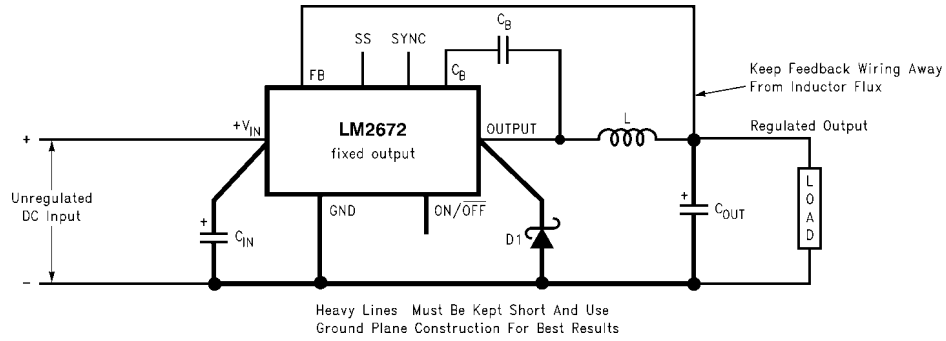 C_B
SS
SYNC
FB
C_B
Keep Feedback Wiring Away
From Inductor Flux
+V_IN
LM2672
fixed output
OUTPUT
L
Regulated Output
+
Unregulated
DC Input
+
C_IN
GND
ON/O̅F̅F̅
D1
+
C_OUT
LOAD
−
Heavy Lines Must Be Kept Short And Use
Ground Plane Construction For Best Results